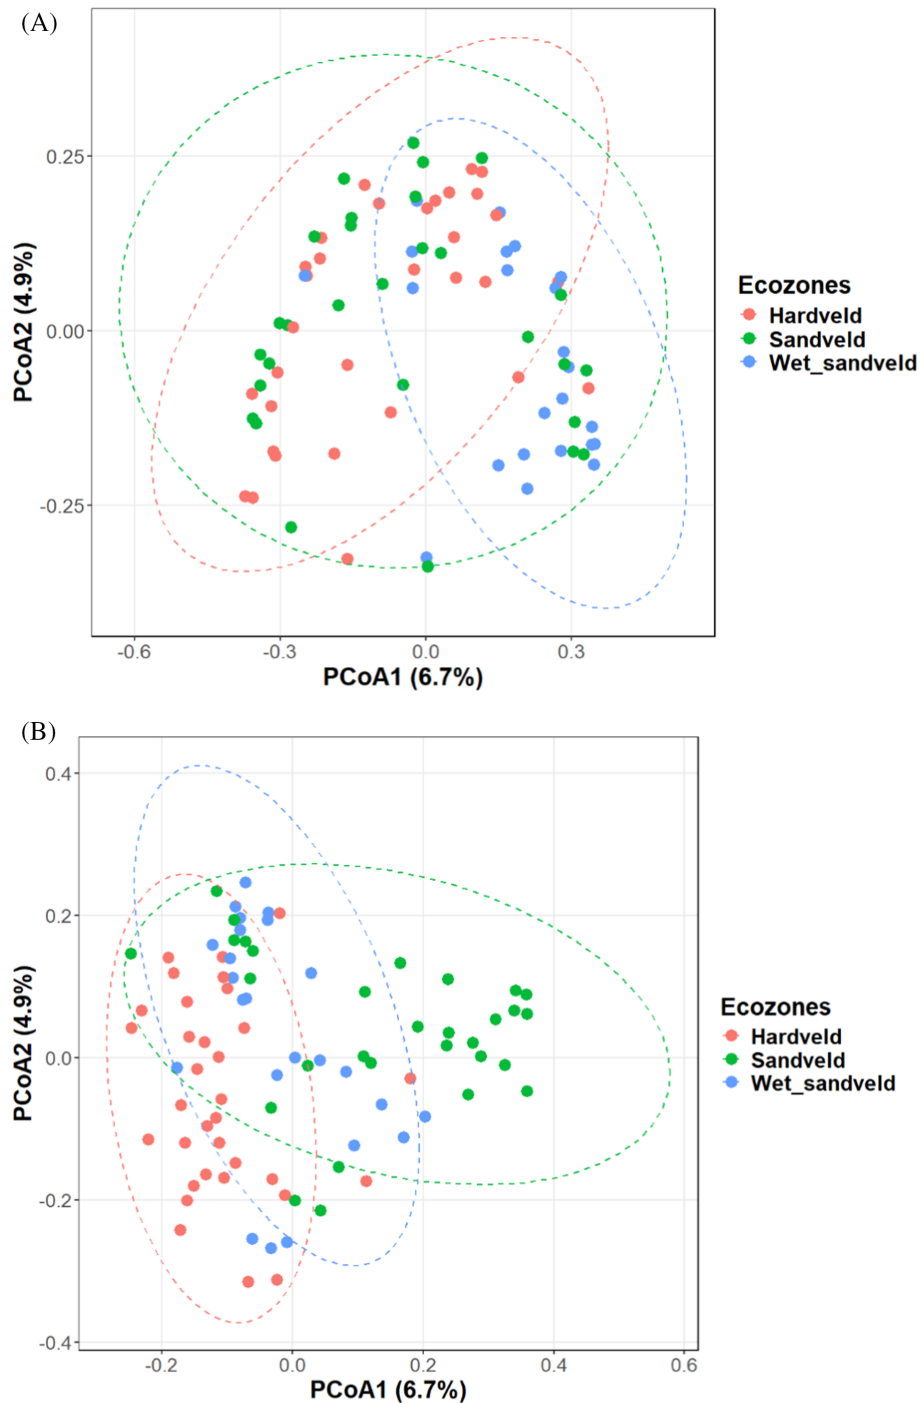 (A)
0.25
0.00
-0.25
PCoA2 (4.9%)
-0.6
-0.3
0.0
0.3
PCoA1 (6.7%)
Ecozones
Hardveld
Sandveld
Wet_sandveld
(B)
0.4
0.2
0.0
-0.2
-0.4
PCoA2 (4.9%)
-0.2
0.0
0.2
0.4
0.6
PCoA1 (6.7%)
Ecozones
Hardveld
Sandveld
Wet_sandveld